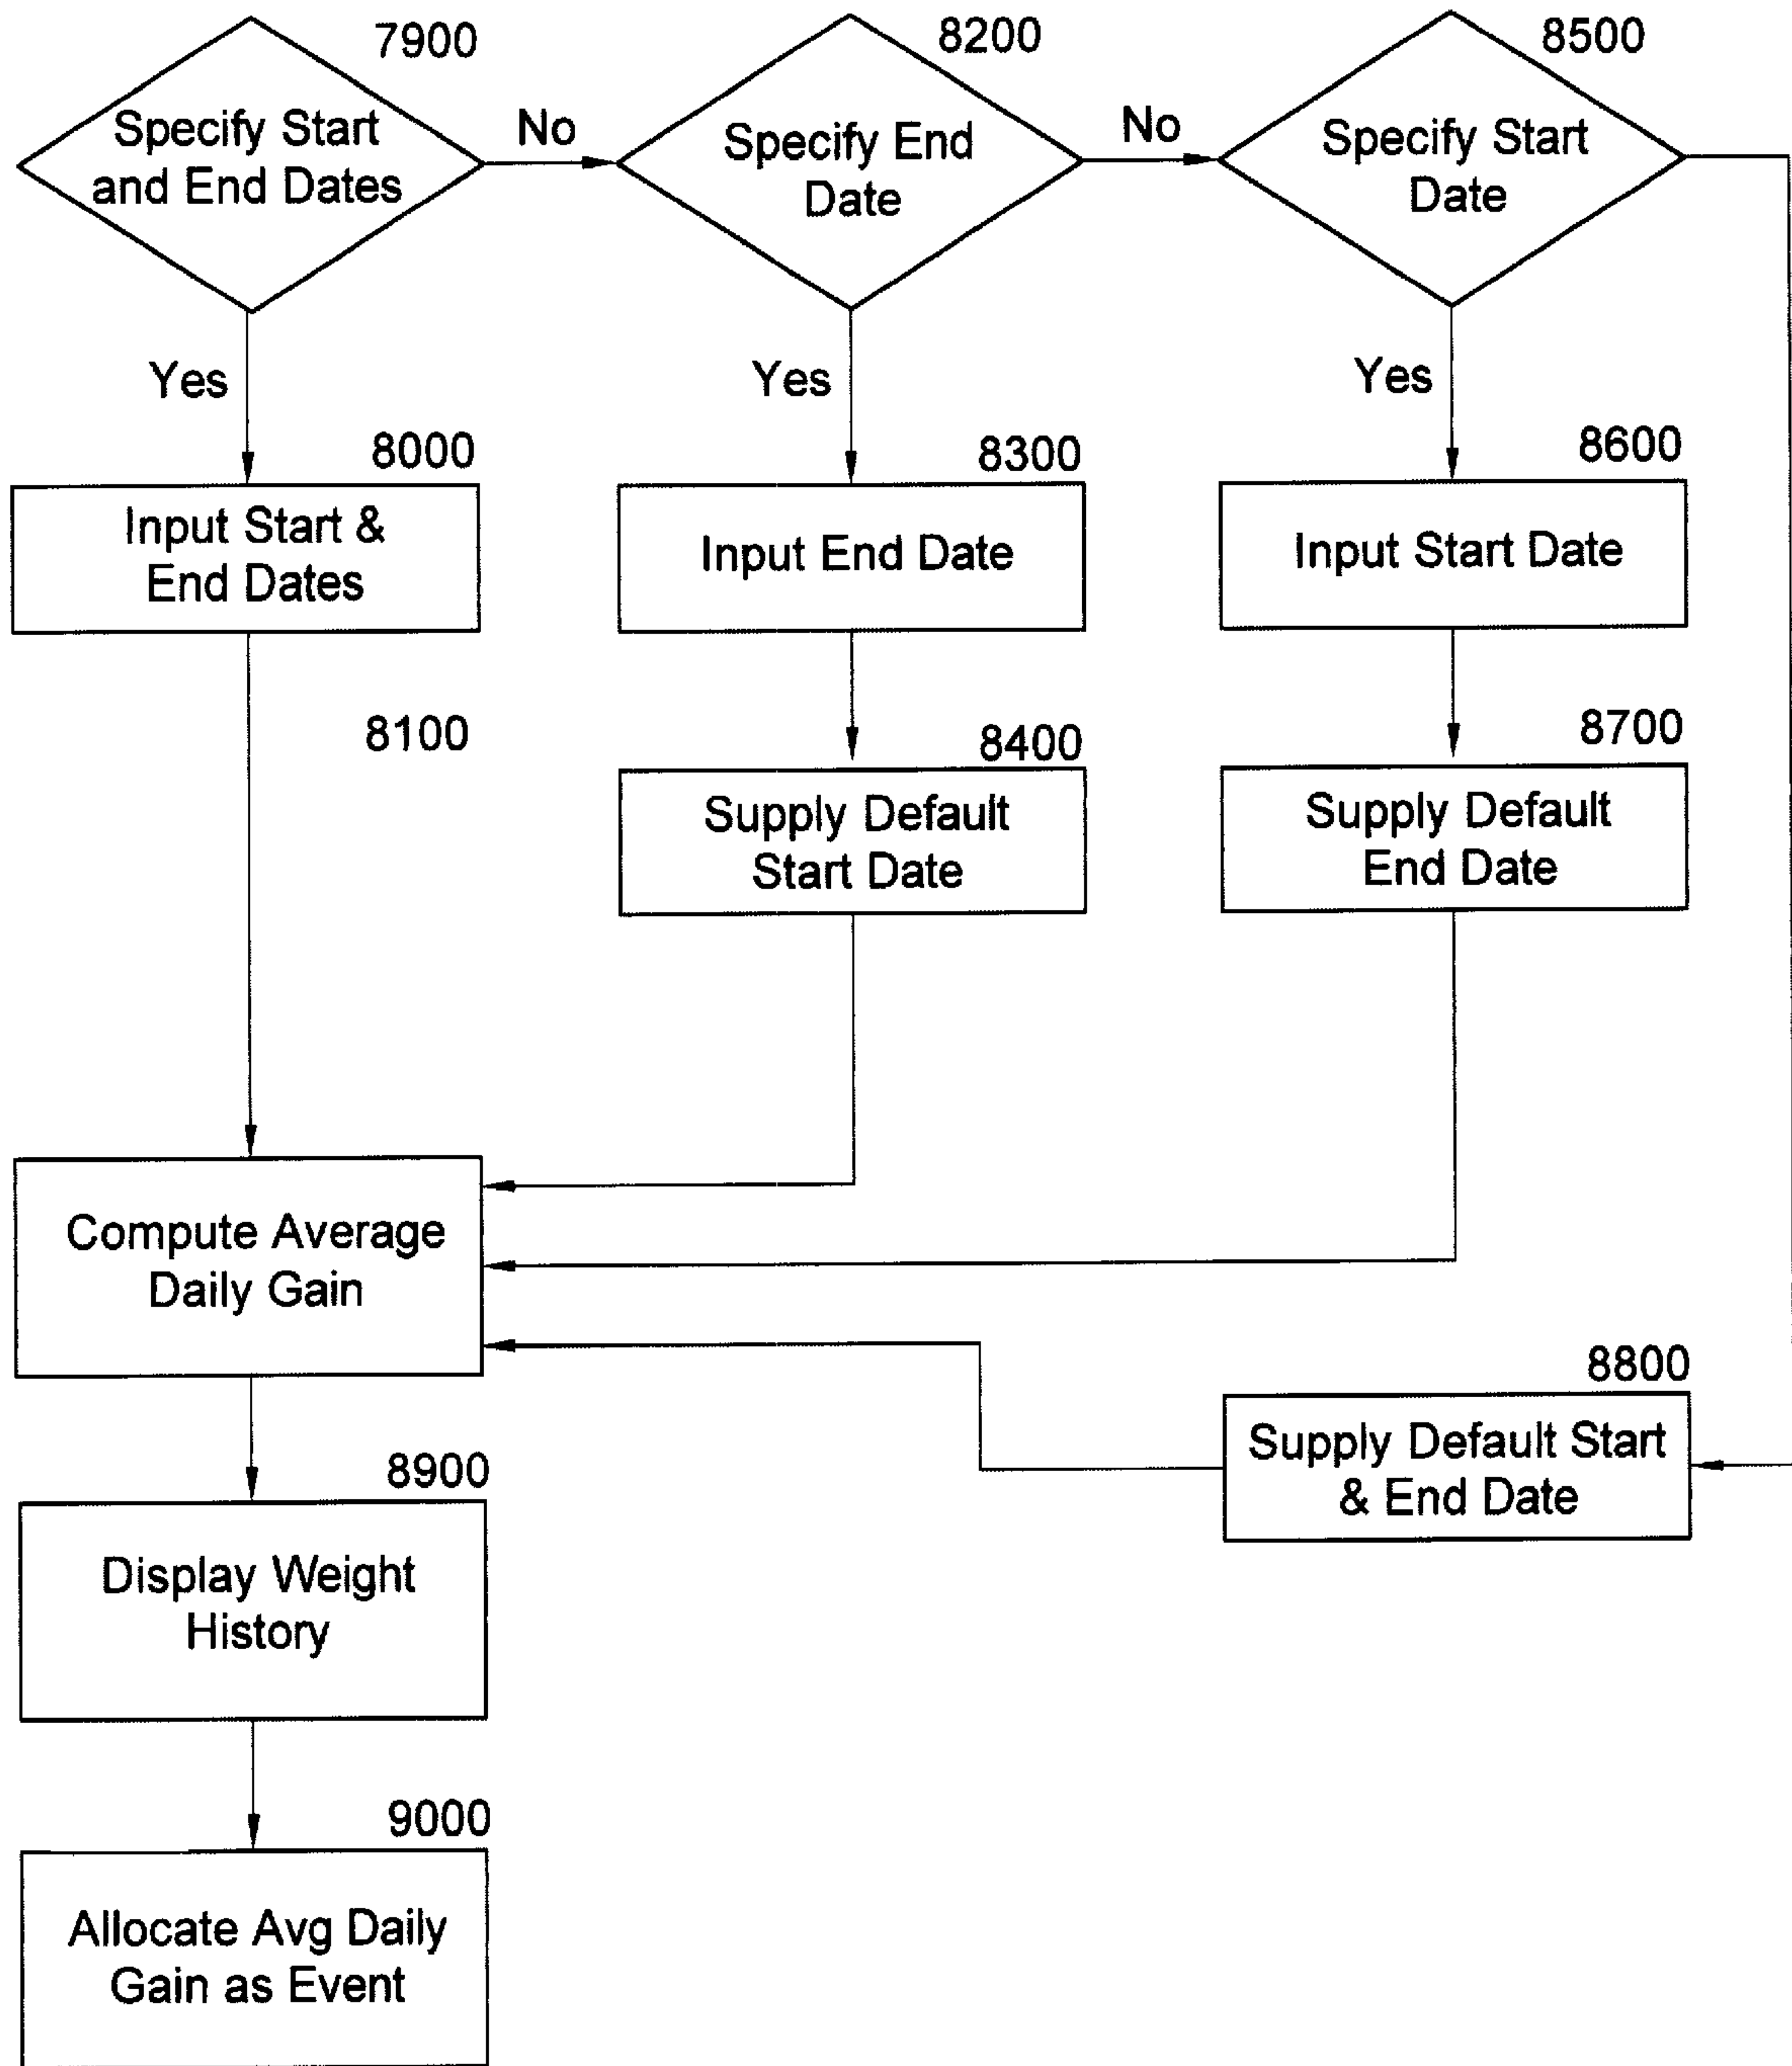 7900
Specify Start
and End Dates
No
8200
Specify End
Date
No
8500
Specify Start
Date
Yes
Yes
Yes
8000
Input Start &
End Dates
8300
Input End Date
8600
Input Start Date
8100
8400
Supply Default
Start Date
8700
Supply Default
End Date
Compute Average
Daily Gain
8800
Supply Default Start
& End Date
8900
Display Weight
History
9000
Allocate Avg Daily
Gain as Event